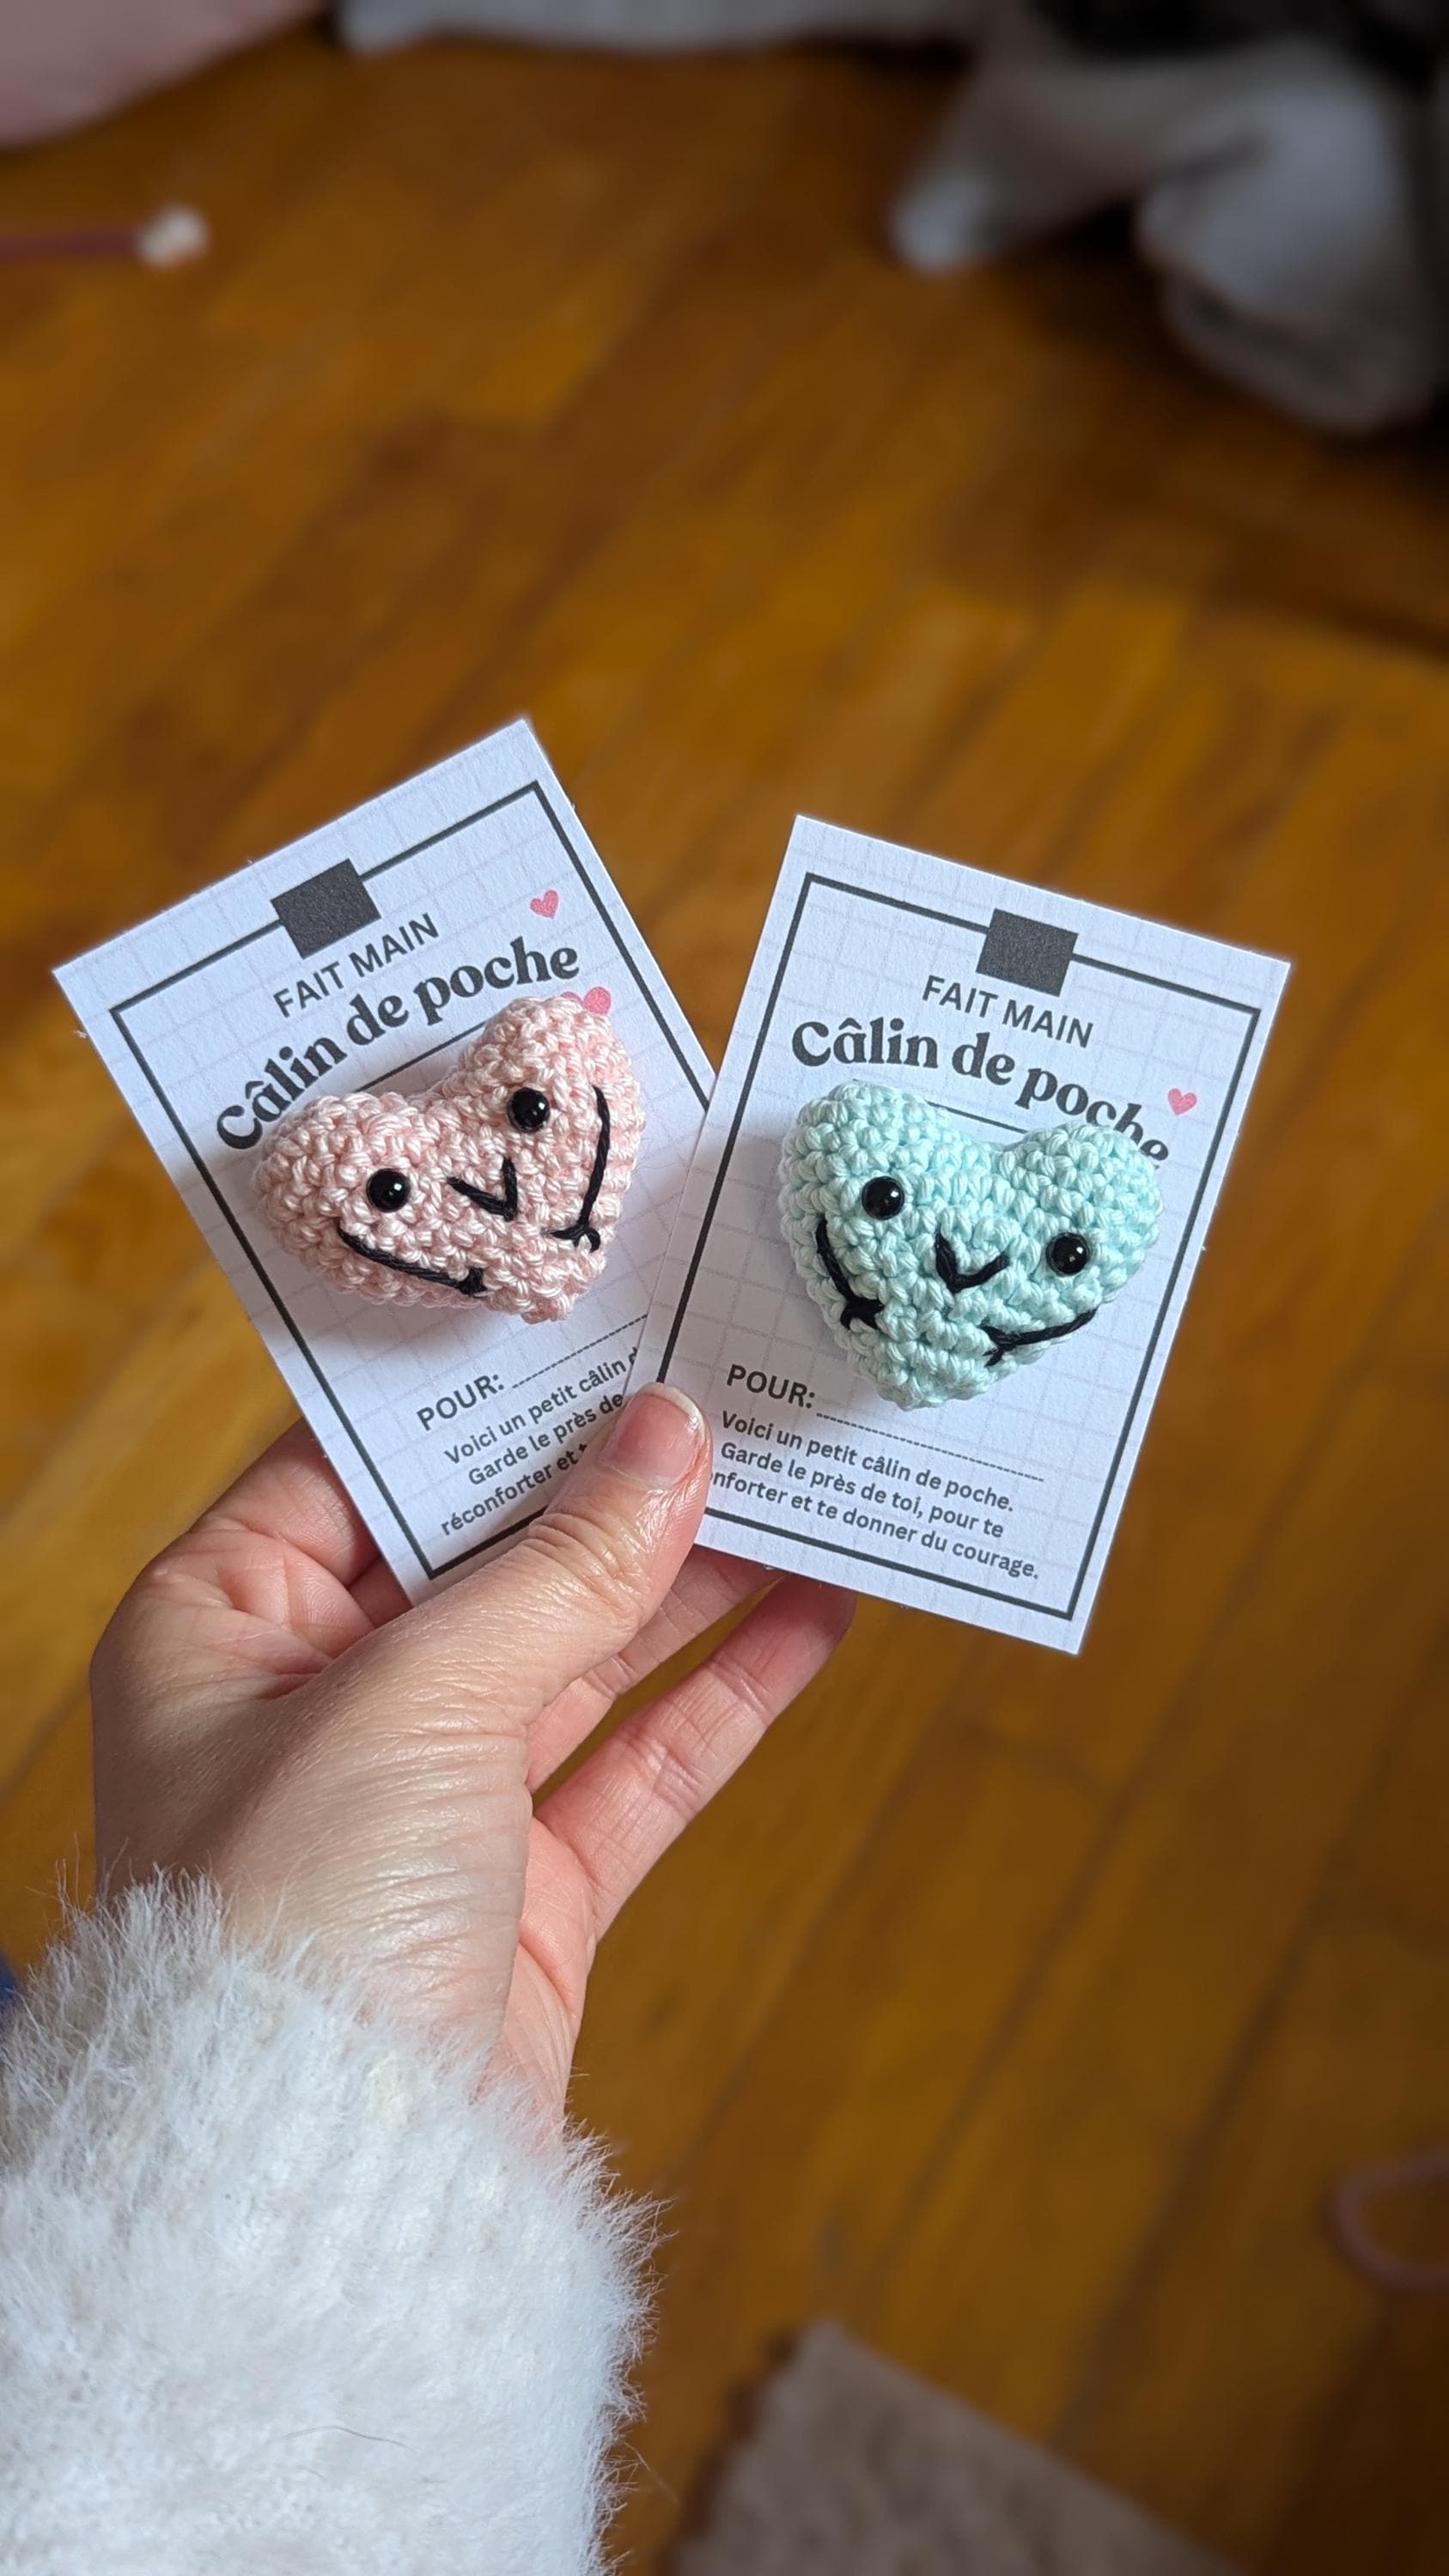 FAIT MAIN
Câlin de poche
POUR:
Voici un petit câlin
Garde le près de
réconforter et
FAIT MAIN
Câlin de poche
POUR:
Voici un petit câlin de poche.
Garde le près de toi, pour te
nforter et te donner du courage.